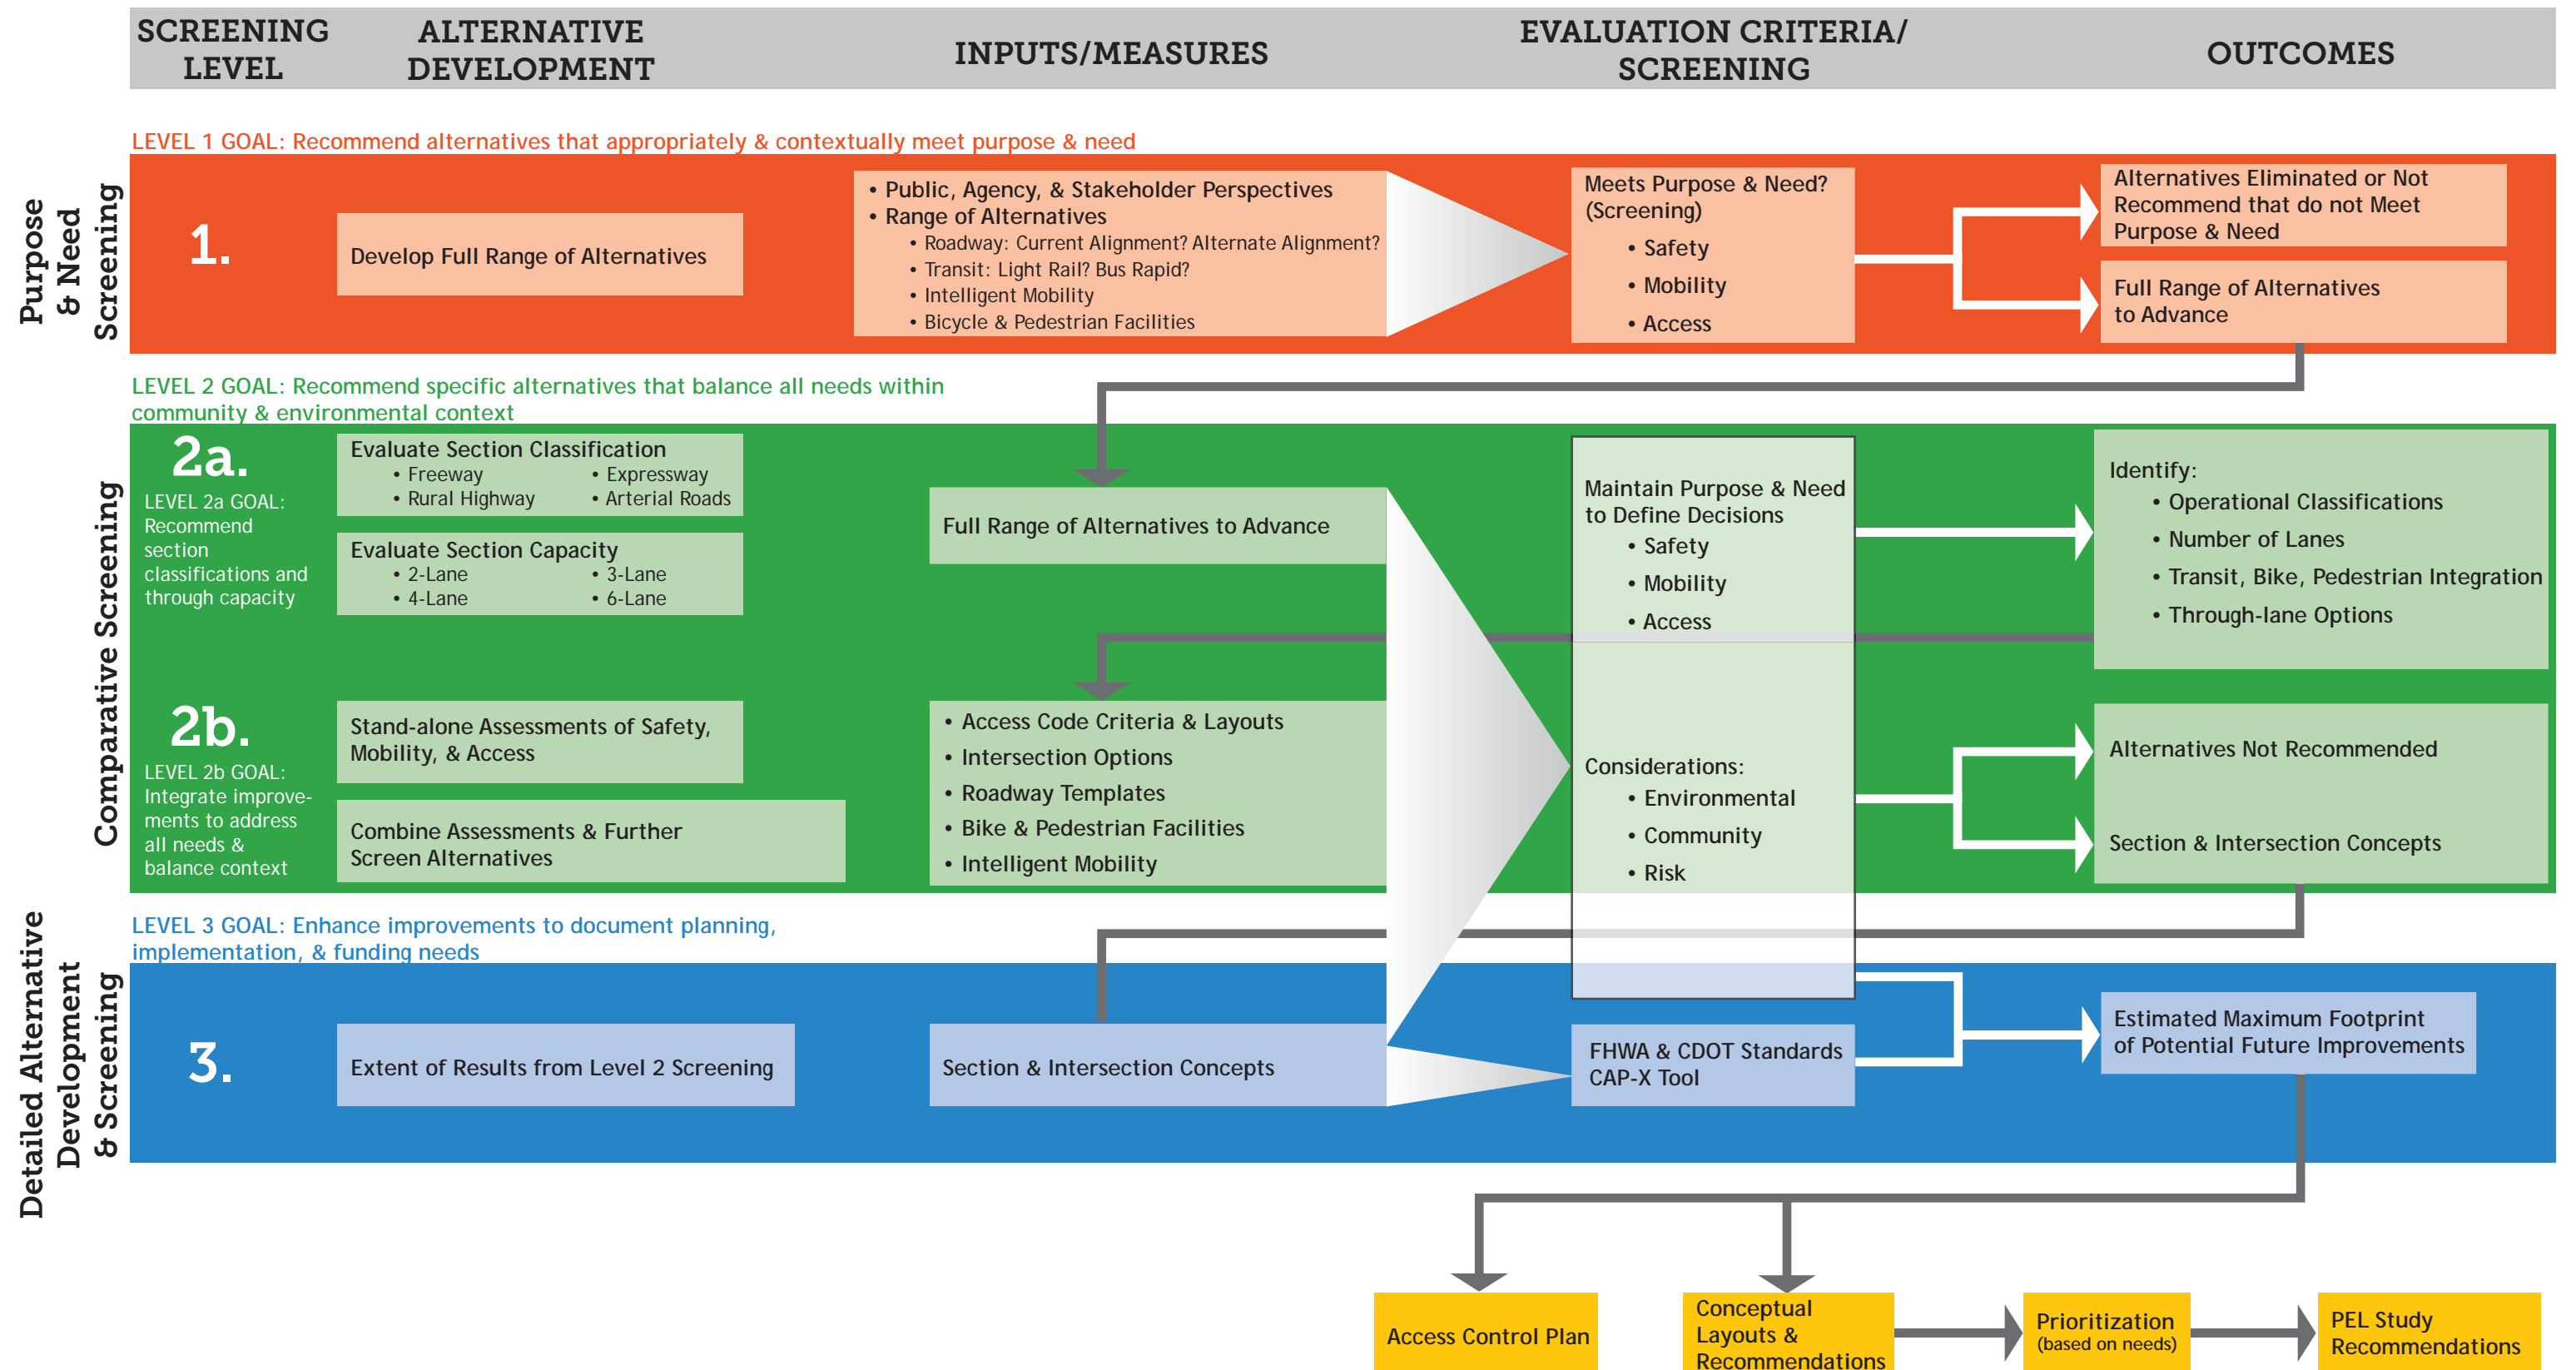 SCREENING
LEVEL
ALTERNATIVE
DEVELOPMENT
INPUTS/MEASURES
EVALUATION CRITERIA/
SCREENING
OUTCOMES
LEVEL 1 GOAL: Recommend alternatives that appropriately & contextually meet purpose & need
Purpose
& Need
Screening
1.
Develop Full Range of Alternatives
• Public, Agency, & Stakeholder Perspectives
• Range of Alternatives
• Roadway: Current Alignment? Alternate Alignment?
• Transit: Light Rail? Bus Rapid?
• Intelligent Mobility
• Bicycle & Pedestrian Facilities
Meets Purpose & Need?
(Screening)
• Safety
• Mobility
• Access
Alternatives Eliminated or Not
Recommend that do not Meet
Purpose & Need
Full Range of Alternatives
to Advance
LEVEL 2 GOAL: Recommend specific alternatives that balance all needs within
community & environmental context
Comparative Screening
2a.
LEVEL 2a GOAL:
Recommend
section
classifications and
through capacity
Evaluate Section Classification
• Freeway
• Expressway
• Rural Highway
• Arterial Roads
Evaluate Section Capacity
• 2-Lane
• 3-Lane
• 4-Lane
• 6-Lane
Full Range of Alternatives to Advance
Maintain Purpose & Need
to Define Decisions
• Safety
• Mobility
• Access
Identify:
• Operational Classifications
• Number of Lanes
• Transit, Bike, Pedestrian Integration
• Through-lane Options
2b.
LEVEL 2b GOAL:
Integrate improve-
ments to address
all needs &
balance context
Stand-alone Assessments of Safety,
Mobility, & Access
Combine Assessments & Further
Screen Alternatives
• Access Code Criteria & Layouts
• Intersection Options
• Roadway Templates
• Bike & Pedestrian Facilities
• Intelligent Mobility
Considerations:
• Environmental
• Community
• Risk
Alternatives Not Recommended
Section & Intersection Concepts
LEVEL 3 GOAL: Enhance improvements to document planning,
implementation, & funding needs
Detailed Alternative
Development
& Screening
3.
Extent of Results from Level 2 Screening
Section & Intersection Concepts
FHWA & CDOT Standards
CAP-X Tool
Estimated Maximum Footprint
of Potential Future Improvements
Access Control Plan
Conceptual
Layouts &
Recommendations
Prioritization
(based on needs)
PEL Study
Recommendations